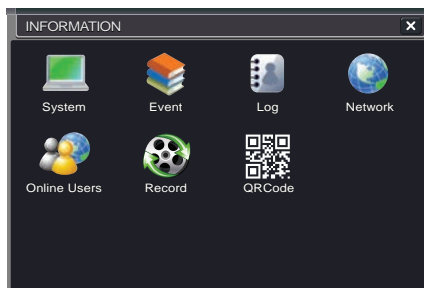 INFORMATION
System
Event
Log
Network
Online Users
Record
QRCode